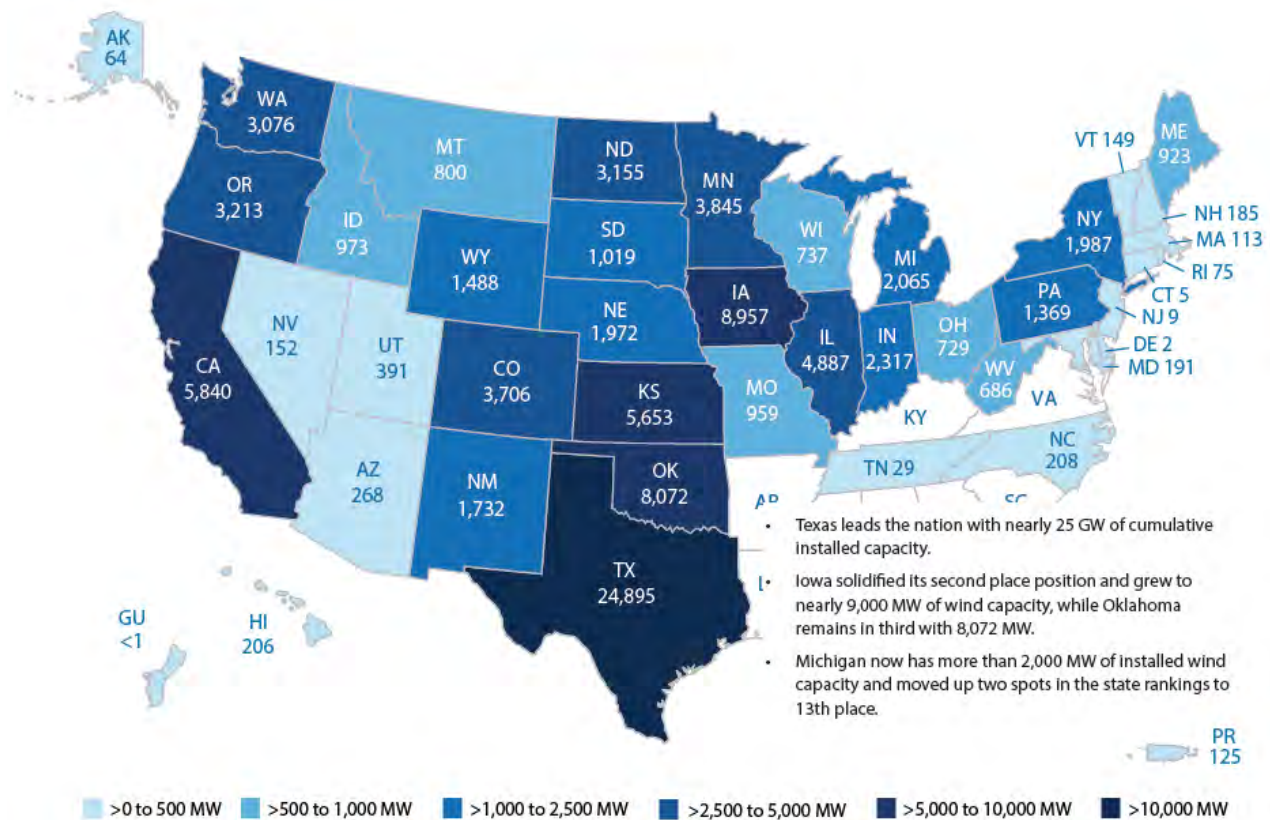 AK
64
WA
3,076
OR
3,213
CA
5,840
NV
152
ID
973
MT
800
WY
1,488
UT
391
AZ
268
CO
3,706
NM
1,732
ND
3,155
SD
1,019
NE
1,972
KS
5,653
OK
8,072
TX
24,895
MN
3,845
IA
8,957
MO
959
WI
737
IL
4,887
MI
2,065
IN
2,317
OH
729
WV
686
KY
VA
TN 29
NC
208
PA
1,369
NY
1,987
VT 149
ME
923
NH 185
MA 113
RI 75
CT 5
NJ 9
DE 2
MD 191
GU
<1
HI
206
• Texas leads the nation with nearly 25 GW of cumulative
installed capacity.
• Iowa solidified its second place position and grew to
nearly 9,000 MW of wind capacity, while Oklahoma
remains in third with 8,072 MW.
• Michigan now has more than 2,000 MW of installed wind
capacity and moved up two spots in the state rankings to
13th place.
PR
125
>0 to 500 MW
>500 to 1,000 MW
>1,000 to 2,500 MW
>2,500 to 5,000 MW
>5,000 to 10,000 MW
>10,000 MW